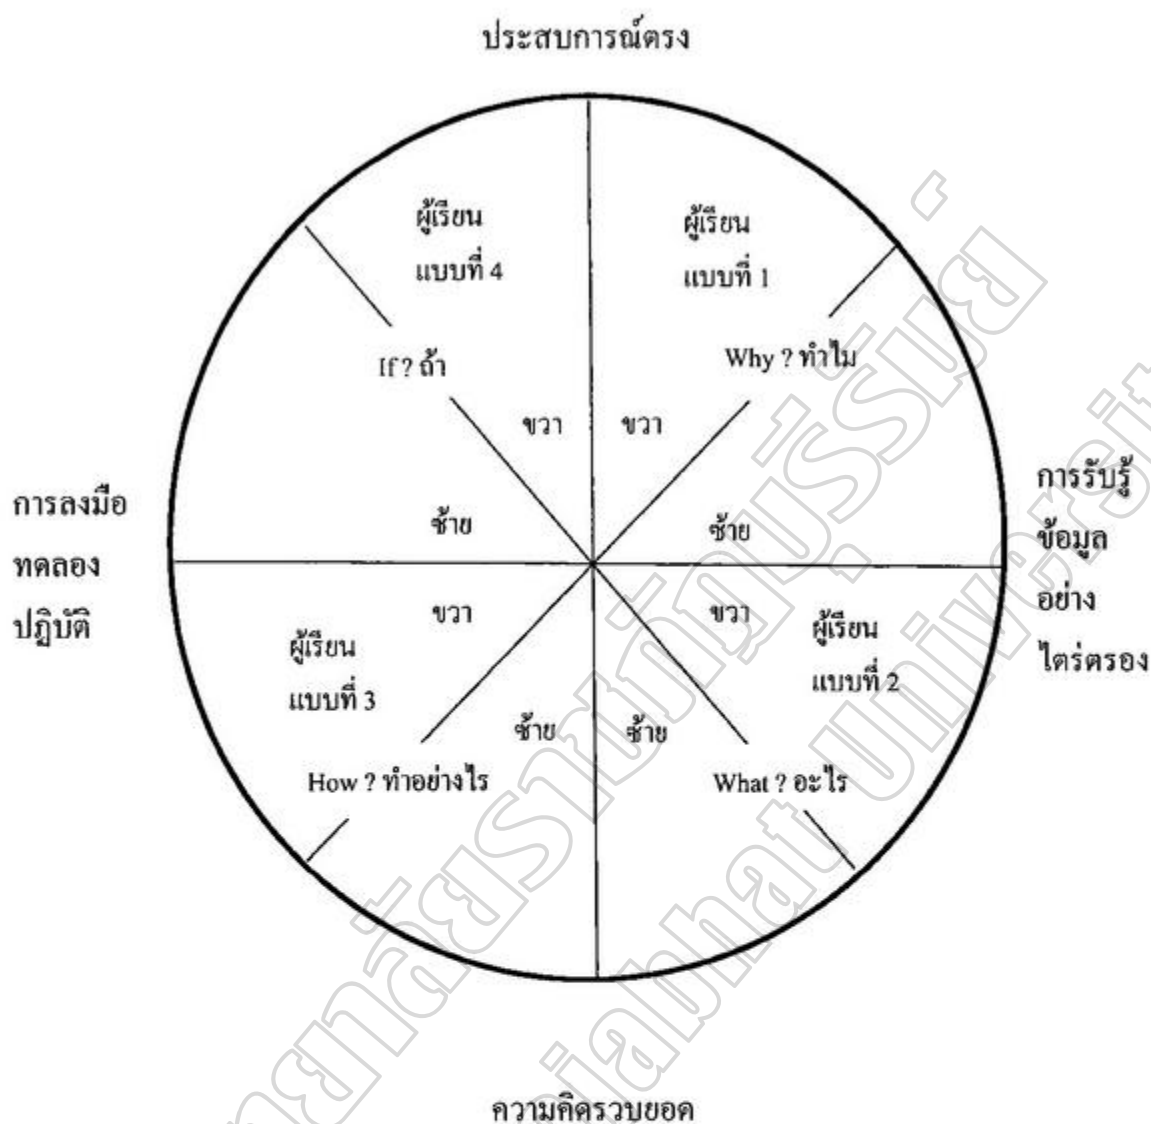 ประสบการณ์ตรง
ผู้เรียน
แบบที่ 4
ผู้เรียน
แบบที่ 1
If ? ถ้า
Why ? ทำไม
ขวา
ขวา
การลงมือ
ทดลอง
ปฏิบัติ
ซ้าย
ซ้าย
การรับรู้
ข้อมูล
อย่าง
ไตร่ตรอง
ขวา
ขวา
ผู้เรียน
แบบที่ 3
ผู้เรียน
แบบที่ 2
ซ้าย
ซ้าย
How ? ทำอย่างไร
What ? อะไร
ความคิดรวบยอด